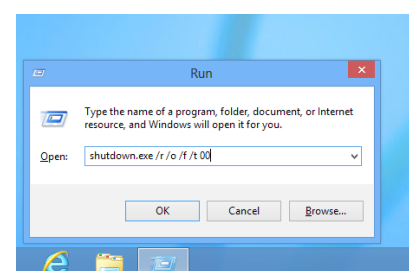 Run
Type the name of a program, folder, document, or Internet
resource, and Windows will open it for you.
Open: shutdown.exe /r /o /f /t 00
OK Cancel Browse...